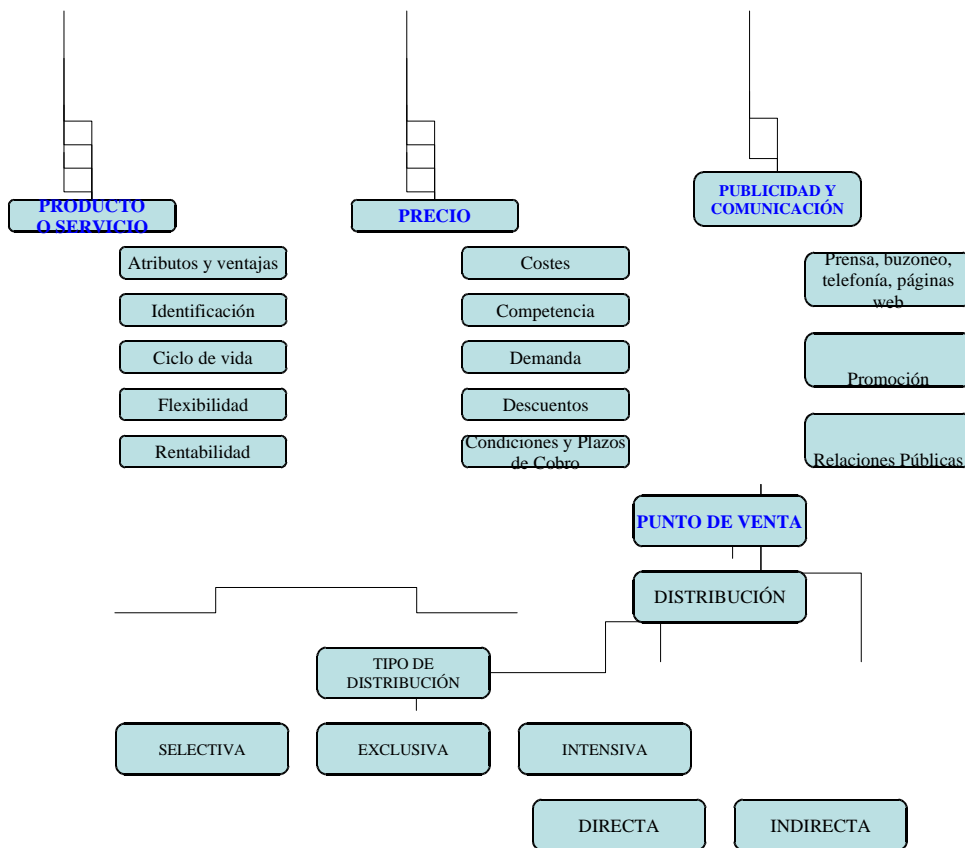 PRODUCTO
O SERVICIO
Atributos y ventajas
Identificación
Ciclo de vida
Flexibilidad
Rentabilidad
PRECIO
Costes
Competencia
Demanda
Descuentos
Condiciones y Plazos
de Cobro
PUBLICIDAD Y
COMUNICACIÓN
Prensa, buzoneo,
telefonía, páginas
web
Promoción
Relaciones Públicas
PUNTO DE VENTA
DISTRIBUCIÓN
TIPO DE
DISTRIBUCIÓN
SELECTIVA
EXCLUSIVA
INTENSIVA
DIRECTA
INDIRECTA